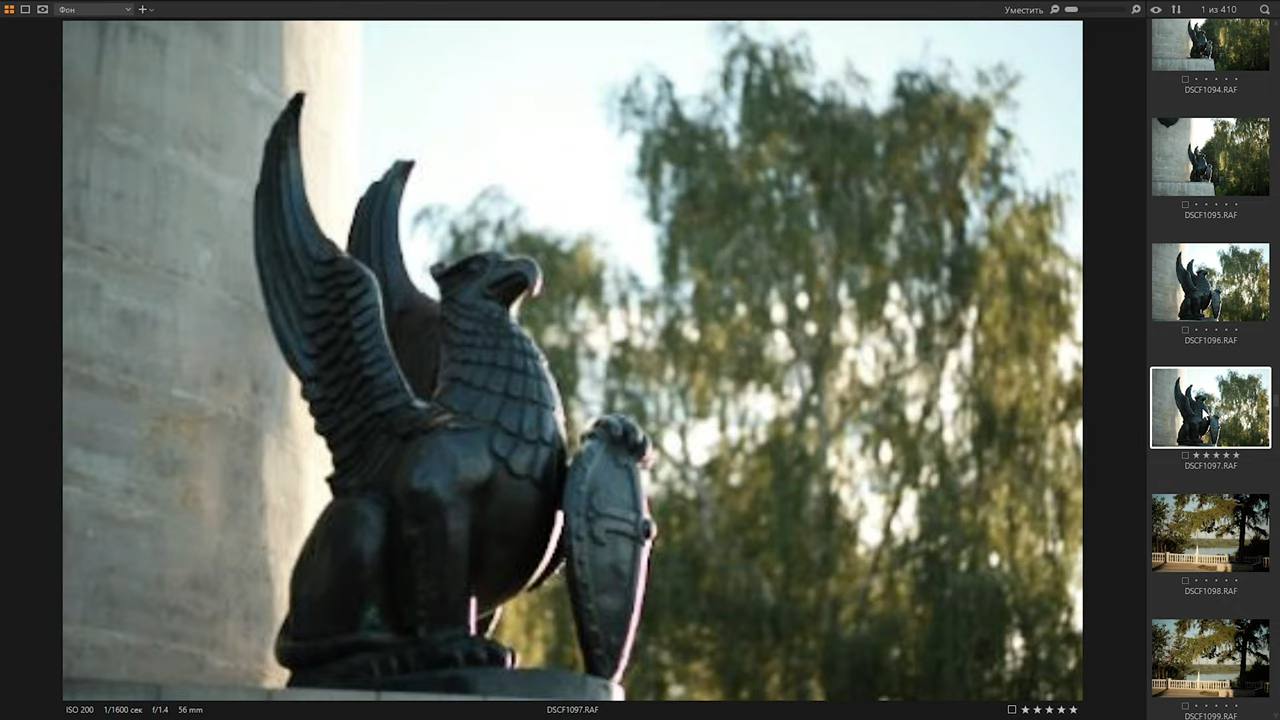 Фон
Уместить
1 из 410
DSCF1094.RAF
DSCF1095.RAF
DSCF1096.RAF
DSCF1097.RAF
DSCF1098.RAF
DSCF1099.RAF
ISO 200 1/1600 сек f/1.4 56 mm
DSCF1097.RAF